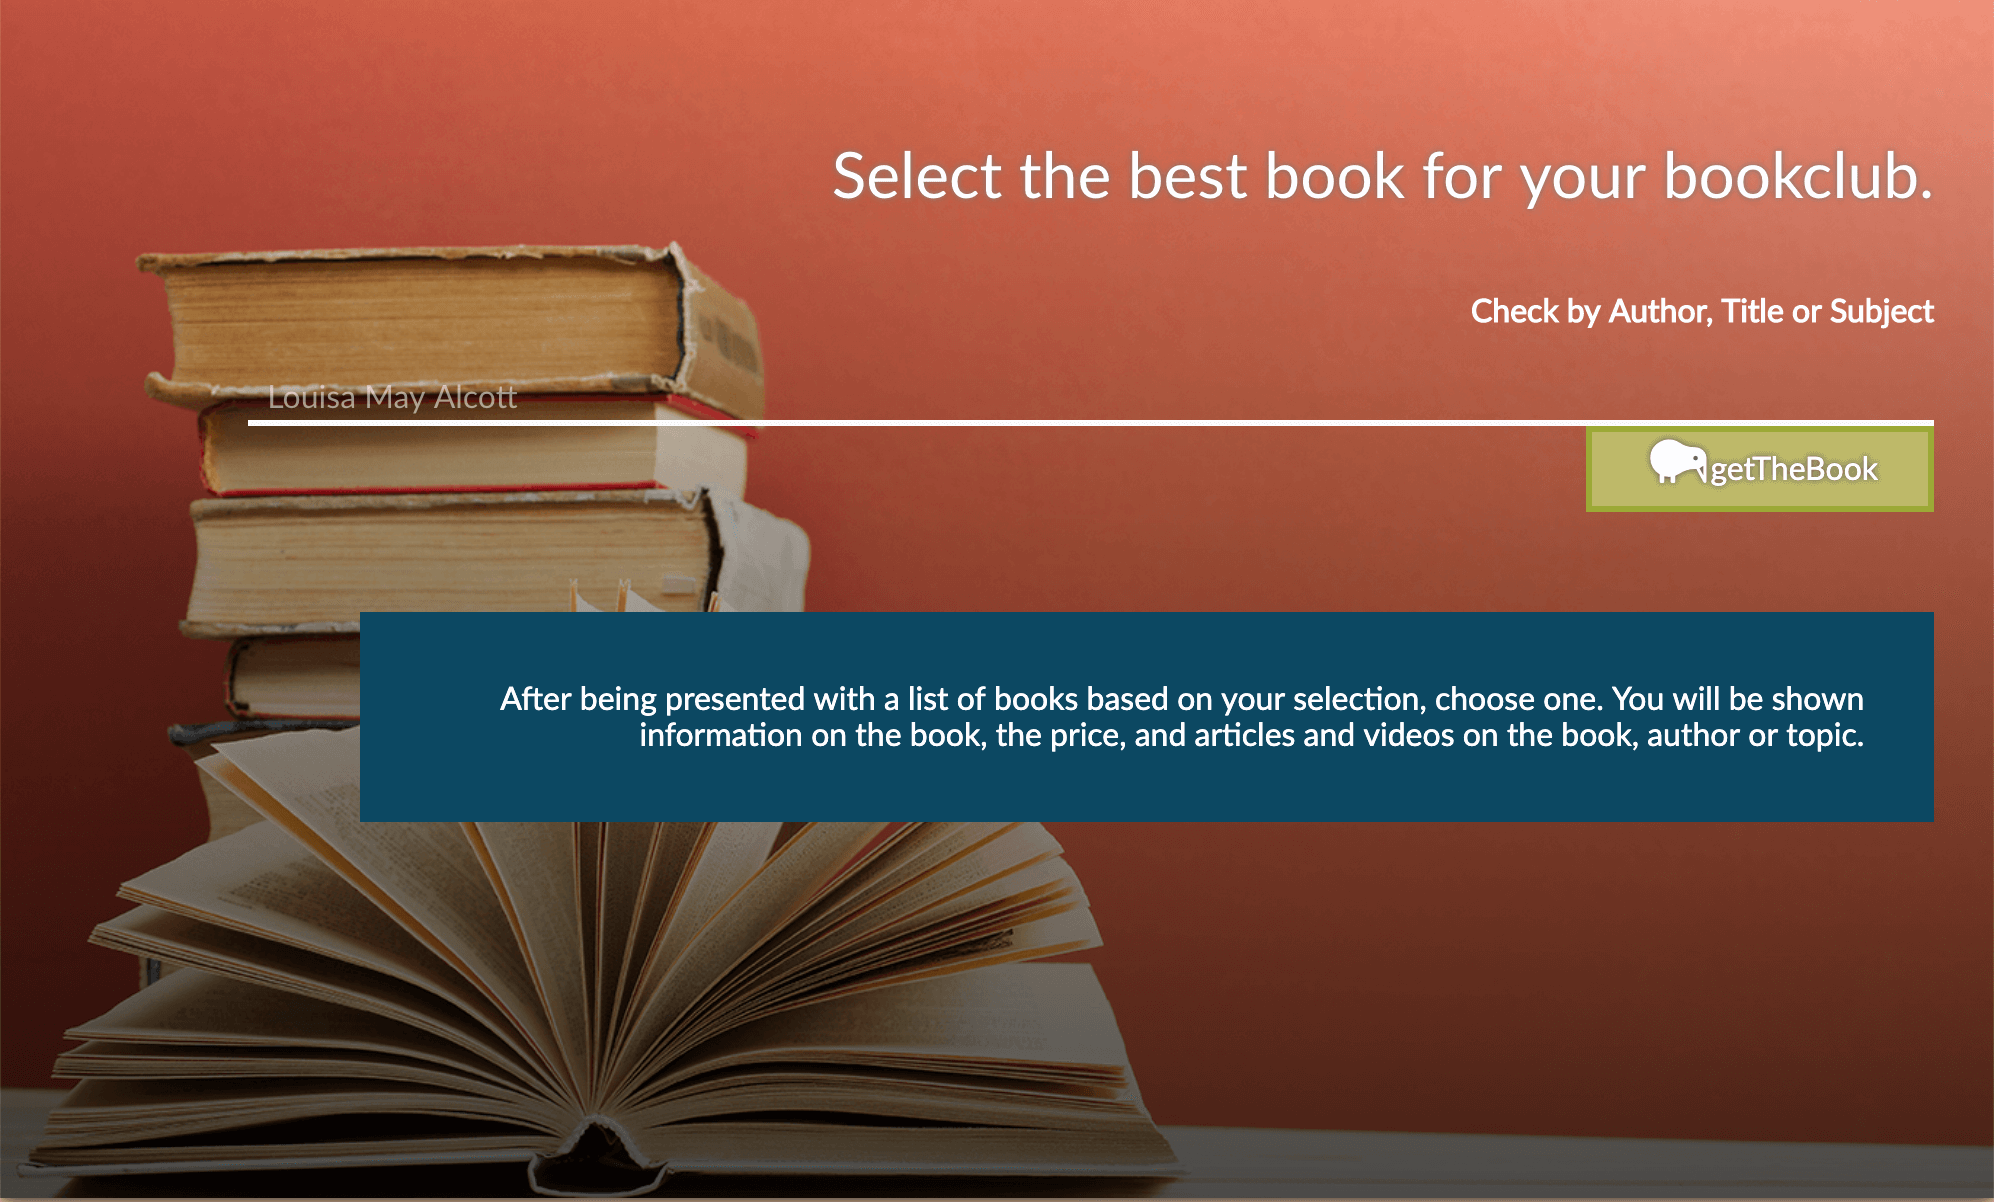 Select the best book for your bookclub.
Check by Author, Title or Subject
Louisa May Alcott
getTheBook
After being presented with a list of books based on your selection, choose one. You will be shown
information on the book, the price, and articles and videos on the book, author or topic.